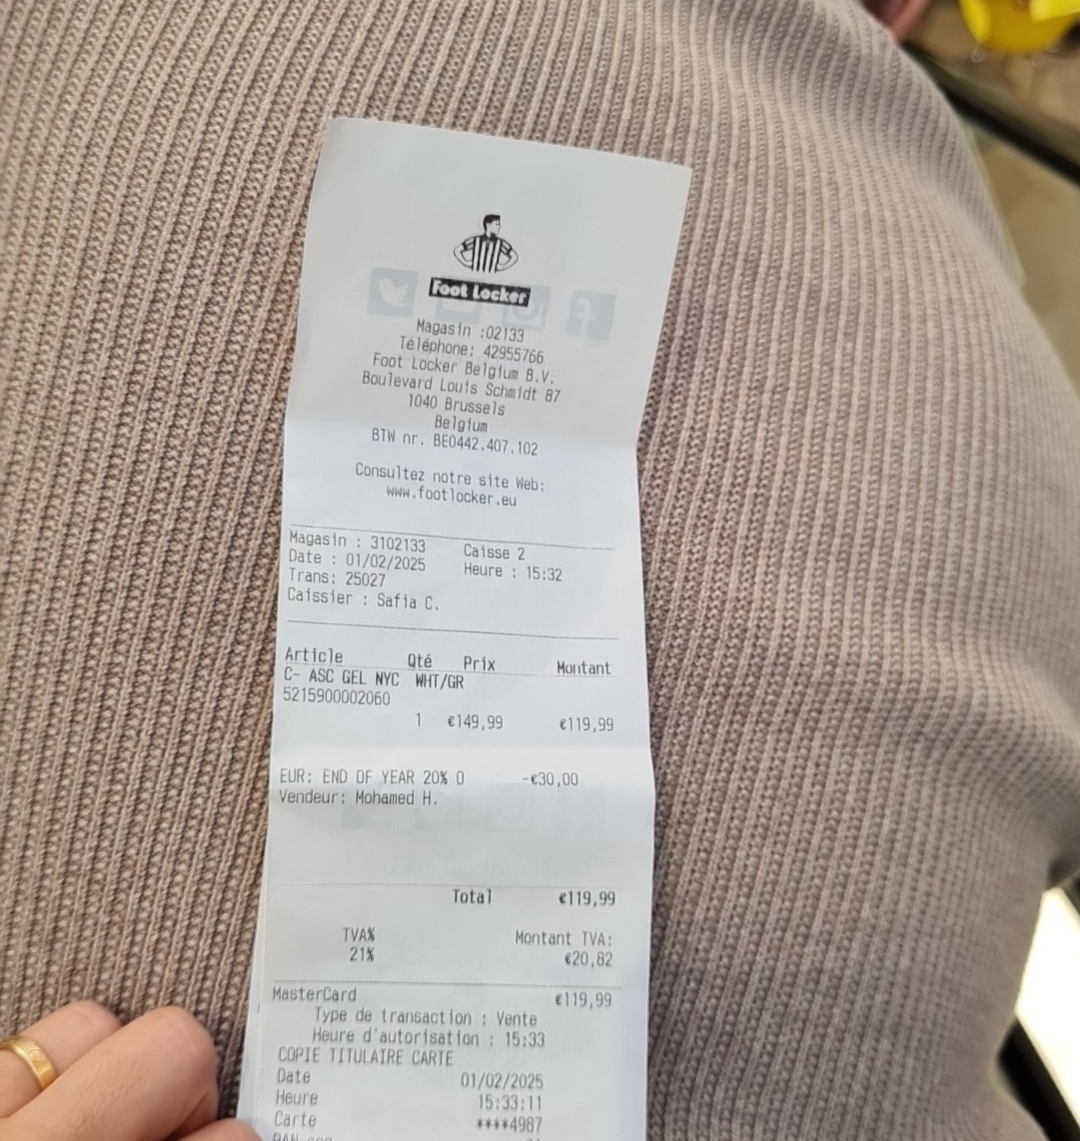 Foot Locker
Magasin :02133
Téléphone: 42955766
Foot Locker Belgium B.V.
Boulevard Louis Schmidt 87
1040 Brussels
Belgium
BTW nr. BE0442.407.102
Consultez notre site Web:
www.footlocker.eu
Magasin : 3102133 Caisse 2
Date : 01/02/2025 Heure : 15:32
Trans: 25027
Caissier : Safia C.
Article Qté Prix Montant
C- ASC GEL NYC WHT/GR
5215900002060
1 €149,99 €119,99
EUR: END OF YEAR 20% O -€30,00
Vendeur: Mohamed H.
Total €119,99
TVA% Montant TVA:
21% €20,82
MasterCard €119,99
Type de transaction : Vente
Heure d'autorisation : 15:33
COPIE TITULAIRE CARTE
Date 01/02/2025
Heure 15:33:11
Carte ****4987